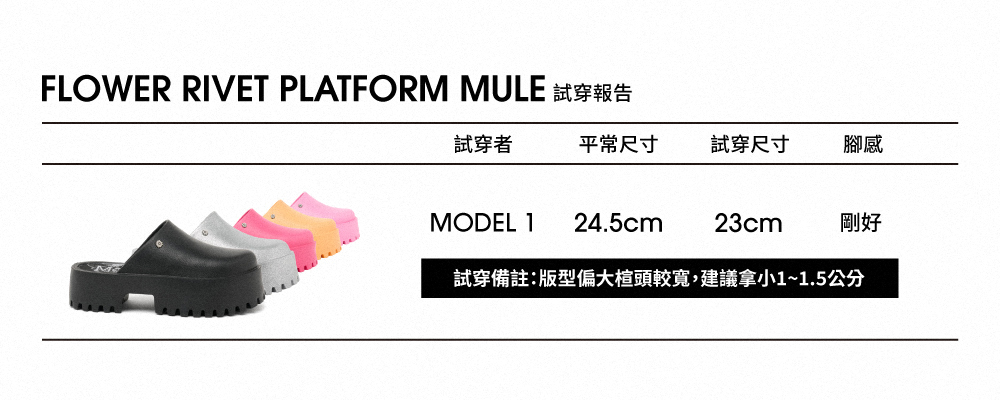 FLOWER RIVET PLATFORM MULE 試穿報告
試穿者 平常尺寸 試穿尺寸 腳感
MODEL 1 24.5cm 23cm 剛好
試穿備註：版型偏大楦頭較寬，建議拿小1~1.5公分